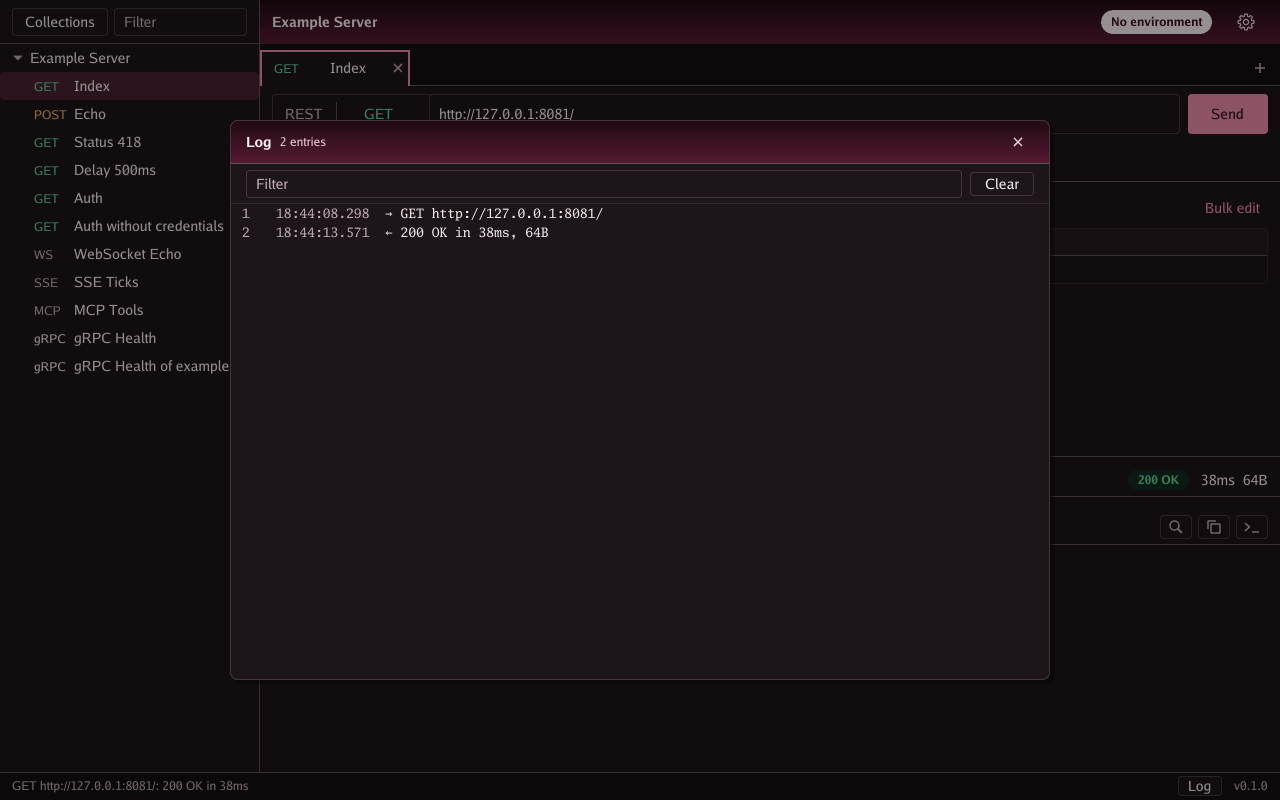 Collections
Filter
Example Server
No environment
Example Server
GET Index
POST Echo
GET Status 418
GET Delay 500ms
GET Auth
GET Auth without credentials
WS WebSocket Echo
SSE SSE Ticks
MCP MCP Tools
gRPC gRPC Health
gRPC gRPC Health of example
GET Index
REST GET http://127.0.0.1:8081/
Send
Bulk edit
Log 2 entries
Filter
Clear
1 18:44:08.298 → GET http://127.0.0.1:8081/
2 18:44:13.571 ← 200 OK in 38ms, 64B
200 OK 38ms 64B
GET http://127.0.0.1:8081/: 200 OK in 38ms
Log v0.1.0